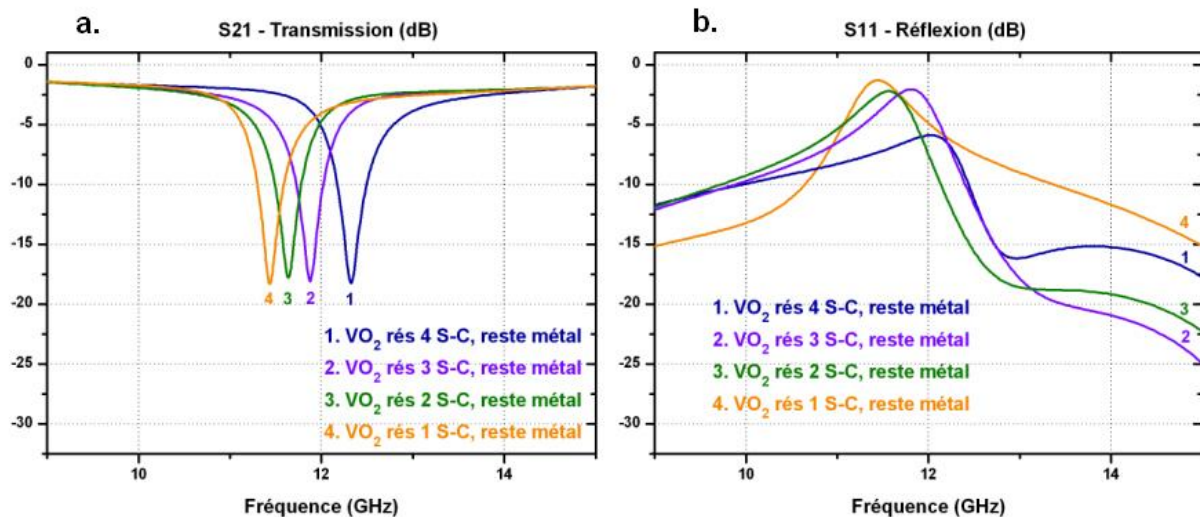 a.
S21 - Transmission (dB)
0
-5
-10
-15
-20
-25
-30
4 3 2 1
1. VO2 rés 4 S-C, reste métal
2. VO2 rés 3 S-C, reste métal
3. VO2 rés 2 S-C, reste métal
4. VO2 rés 1 S-C, reste métal
10 12 14
Fréquence (GHz)
b.
S11 - Réflexion (dB)
0
-5
-10
-15
-20
-25
-30
4
1
3
2
1. VO2 rés 4 S-C, reste métal
2. VO2 rés 3 S-C, reste métal
3. VO2 rés 2 S-C, reste métal
4. VO2 rés 1 S-C, reste métal
10 12 14
Fréquence (GHz)